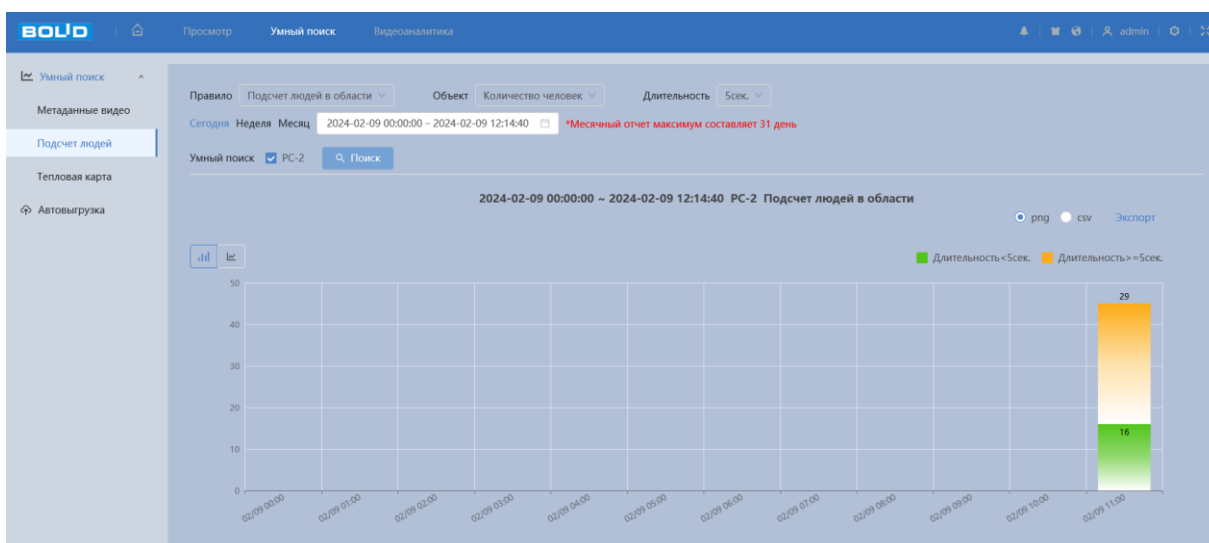 BOLID Просмотр Умный поиск Видеоаналитика admin
Умный поиск
Метаданные видео
Подсчет людей
Тепловая карта
Автовыгрузка
Правило Подсчет людей в области Объект Количество человек Длительность 5сек.
Сегодня Неделя Месяц 2024-02-09 00:00:00 ~ 2024-02-09 12:14:40 *Месячный отчет максимум составляет 31 день
Умный поиск PC-2 Поиск
2024-02-09 00:00:00 ~ 2024-02-09 12:14:40 PC-2 Подсчет людей в области
png csv Экспорт
Длительность<5сек. Длительность>=5сек.
50
29
40
30
20
16
10
0
02/09 00:00 02/09 01:00 02/09 02:00 02/09 03:00 02/09 04:00 02/09 05:00 02/09 06:00 02/09 07:00 02/09 08:00 02/09 09:00 02/09 10:00 02/09 11:00